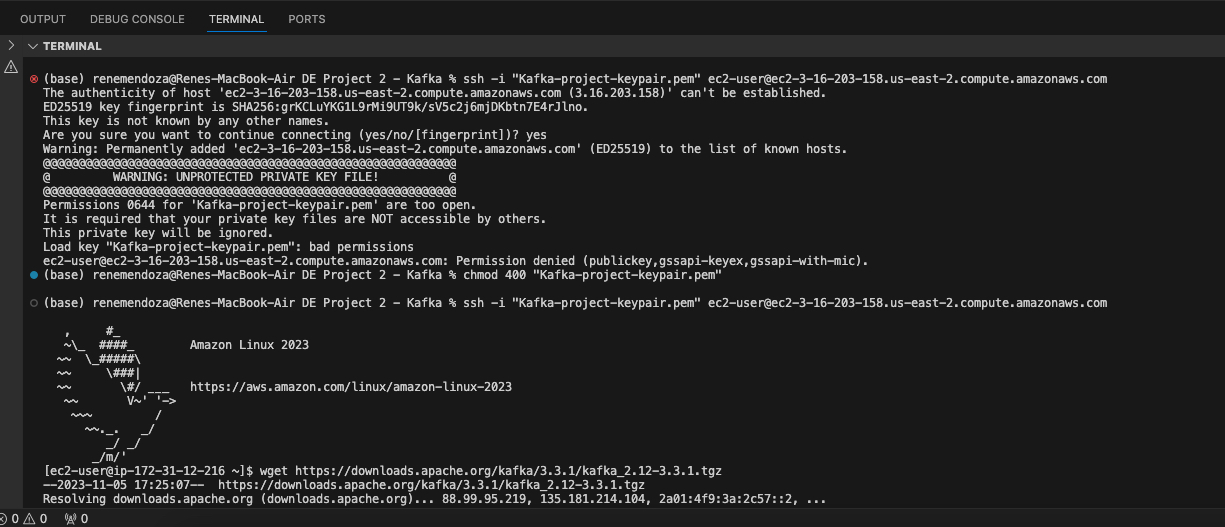 OUTPUT DEBUG CONSOLE TERMINAL PORTS
TERMINAL
(base) renemendoza@Renes-MacBook-Air DE Project 2 - Kafka % ssh -i "Kafka-project-keypair.pem" ec2-user@ec2-3-16-203-158.us-east-2.compute.amazonaws.com
The authenticity of host 'ec2-3-16-203-158.us-east-2.compute.amazonaws.com (3.16.203.158)' can't be established.
ED25519 key fingerprint is SHA256:grKCLuYKG1L9rMi9UT9k/sV5c2j6mjDKbtn7E4rJlno.
This key is not known by any other names.
Are you sure you want to continue connecting (yes/no/[fingerprint])? yes
Warning: Permanently added 'ec2-3-16-203-158.us-east-2.compute.amazonaws.com' (ED25519) to the list of known hosts.
@@@@@@@@@@@@@@@@@@@@@@@@@@@@@@@@@@@@@@@@@@@@@@@@@@@@@@@@@@@
@         WARNING: UNPROTECTED PRIVATE KEY FILE!          @
@@@@@@@@@@@@@@@@@@@@@@@@@@@@@@@@@@@@@@@@@@@@@@@@@@@@@@@@@@@
Permissions 0644 for 'Kafka-project-keypair.pem' are too open.
It is required that your private key files are NOT accessible by others.
This private key will be ignored.
Load key "Kafka-project-keypair.pem": bad permissions
ec2-user@ec2-3-16-203-158.us-east-2.compute.amazonaws.com: Permission denied (publickey,gssapi-keyex,gssapi-with-mic).
(base) renemendoza@Renes-MacBook-Air DE Project 2 - Kafka % chmod 400 "Kafka-project-keypair.pem"
(base) renemendoza@Renes-MacBook-Air DE Project 2 - Kafka % ssh -i "Kafka-project-keypair.pem" ec2-user@ec2-3-16-203-158.us-east-2.compute.amazonaws.com
   ,     #_
   ~\_  ####_        Amazon Linux 2023
  ~~  \_#####\
  ~~     \###|
  ~~       \#/ ___   https://aws.amazon.com/linux/amazon-linux-2023
   ~~       V~' '->
    ~~~         /
      ~~._.   _/
         _/ _/
       _/m/'
[ec2-user@ip-172-31-12-216 ~]$ wget https://downloads.apache.org/kafka/3.3.1/kafka_2.12-3.3.1.tgz
--2023-11-05 17:25:07--  https://downloads.apache.org/kafka/3.3.1/kafka_2.12-3.3.1.tgz
Resolving downloads.apache.org (downloads.apache.org)... 88.99.95.219, 135.181.214.104, 2a01:4f9:3a:2c57::2, ...
0 0 0